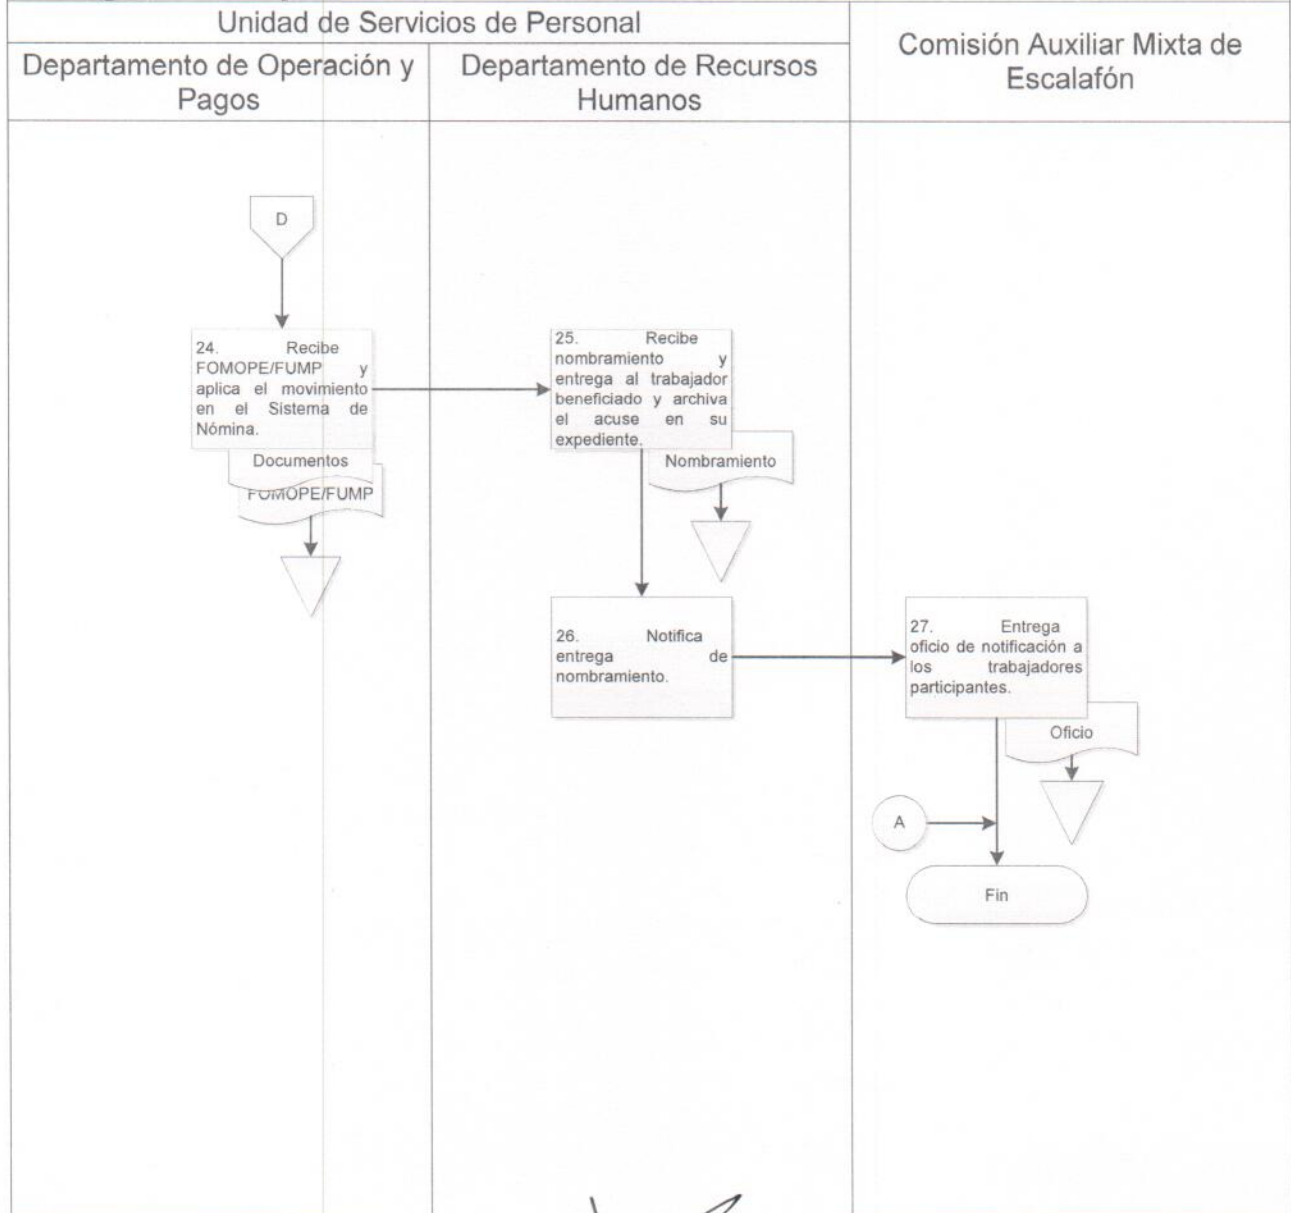 Unidad de Servicios de Personal
Comisión Auxiliar Mixta de
Escalafón
Departamento de Operación y
Pagos
Departamento de Recursos
Humanos
D
24. Recibe
FOMOPE/FUMP y
aplica el movimiento
en el Sistema de
Nómina.
Documentos
FOMOPE/FUMP
25. Recibe
nombramiento y
entrega al trabajador
beneficiado y archiva
el acuse en su
expediente.
Nombramiento
26. Notifica
entrega de
nombramiento.
27. Entrega
oficio de notificación a
los trabajadores
participantes.
Oficio
A
Fin